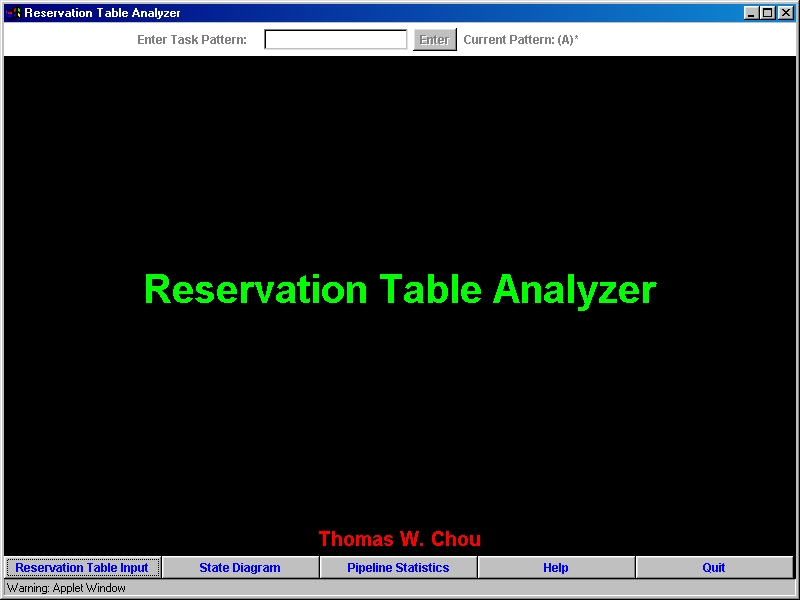 Reservation Table Analyzer
Enter Task Pattern: Enter Current Pattern: (A)*
Reservation Table Analyzer
Thomas W. Chou
Reservation Table Input State Diagram Pipeline Statistics Help Quit
Warning: Applet Window